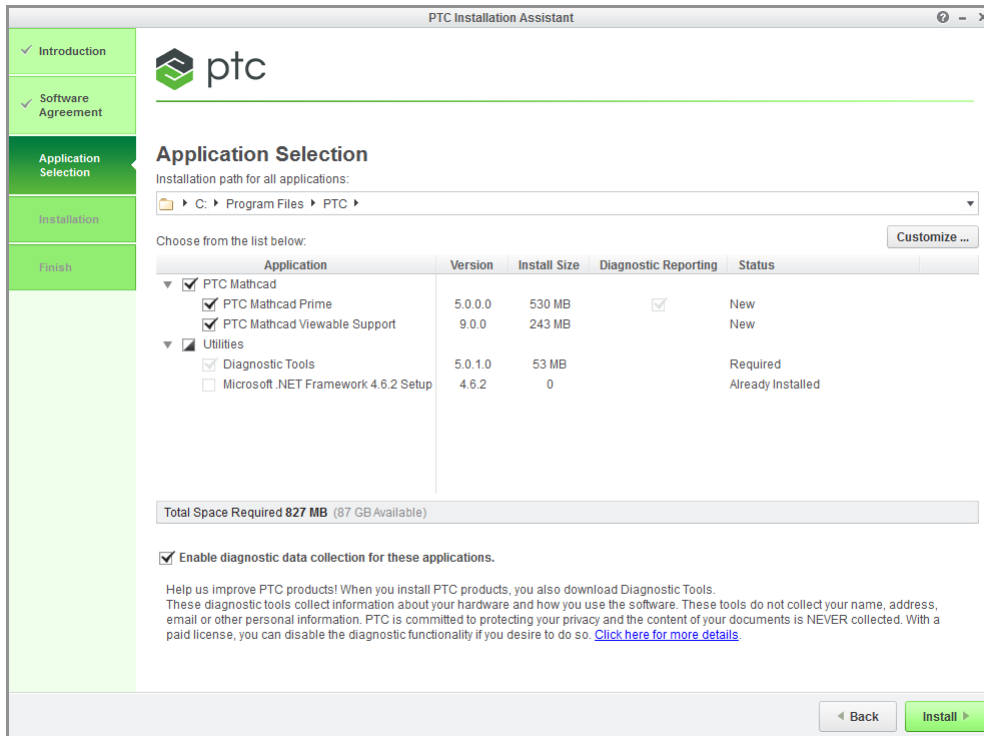 PTC Installation Assistant
Introduction
Software
Agreement
Application
Selection
Installation
Finish
ptc
Application Selection
Installation path for all applications:
C: Program Files PTC
Choose from the list below:
Customize ...
Application Version Install Size Diagnostic Reporting Status
PTC Mathcad
PTC Mathcad Prime 5.0.0.0 530 MB New
PTC Mathcad Viewable Support 9.0.0 243 MB New
Utilities
Diagnostic Tools 5.0.1.0 53 MB Required
Microsoft .NET Framework 4.6.2 Setup 4.6.2 0 Already Installed
Total Space Required 827 MB (87 GB Available)
Enable diagnostic data collection for these applications.
Help us improve PTC products! When you install PTC products, you also download Diagnostic Tools.
These diagnostic tools collect information about your hardware and how you use the software. These tools do not collect your name, address,
email or other personal information. PTC is committed to protecting your privacy and the content of your documents is NEVER collected. With a
paid license, you can disable the diagnostic functionality if you desire to do so. Click here for more details.
Back
Install